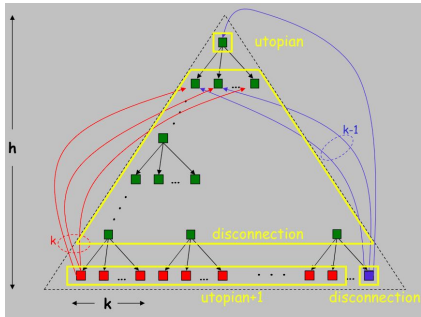 utopian
...
k-1
h
...
disconnection
k
...
...
...
...
k
utopian+1
disconnection